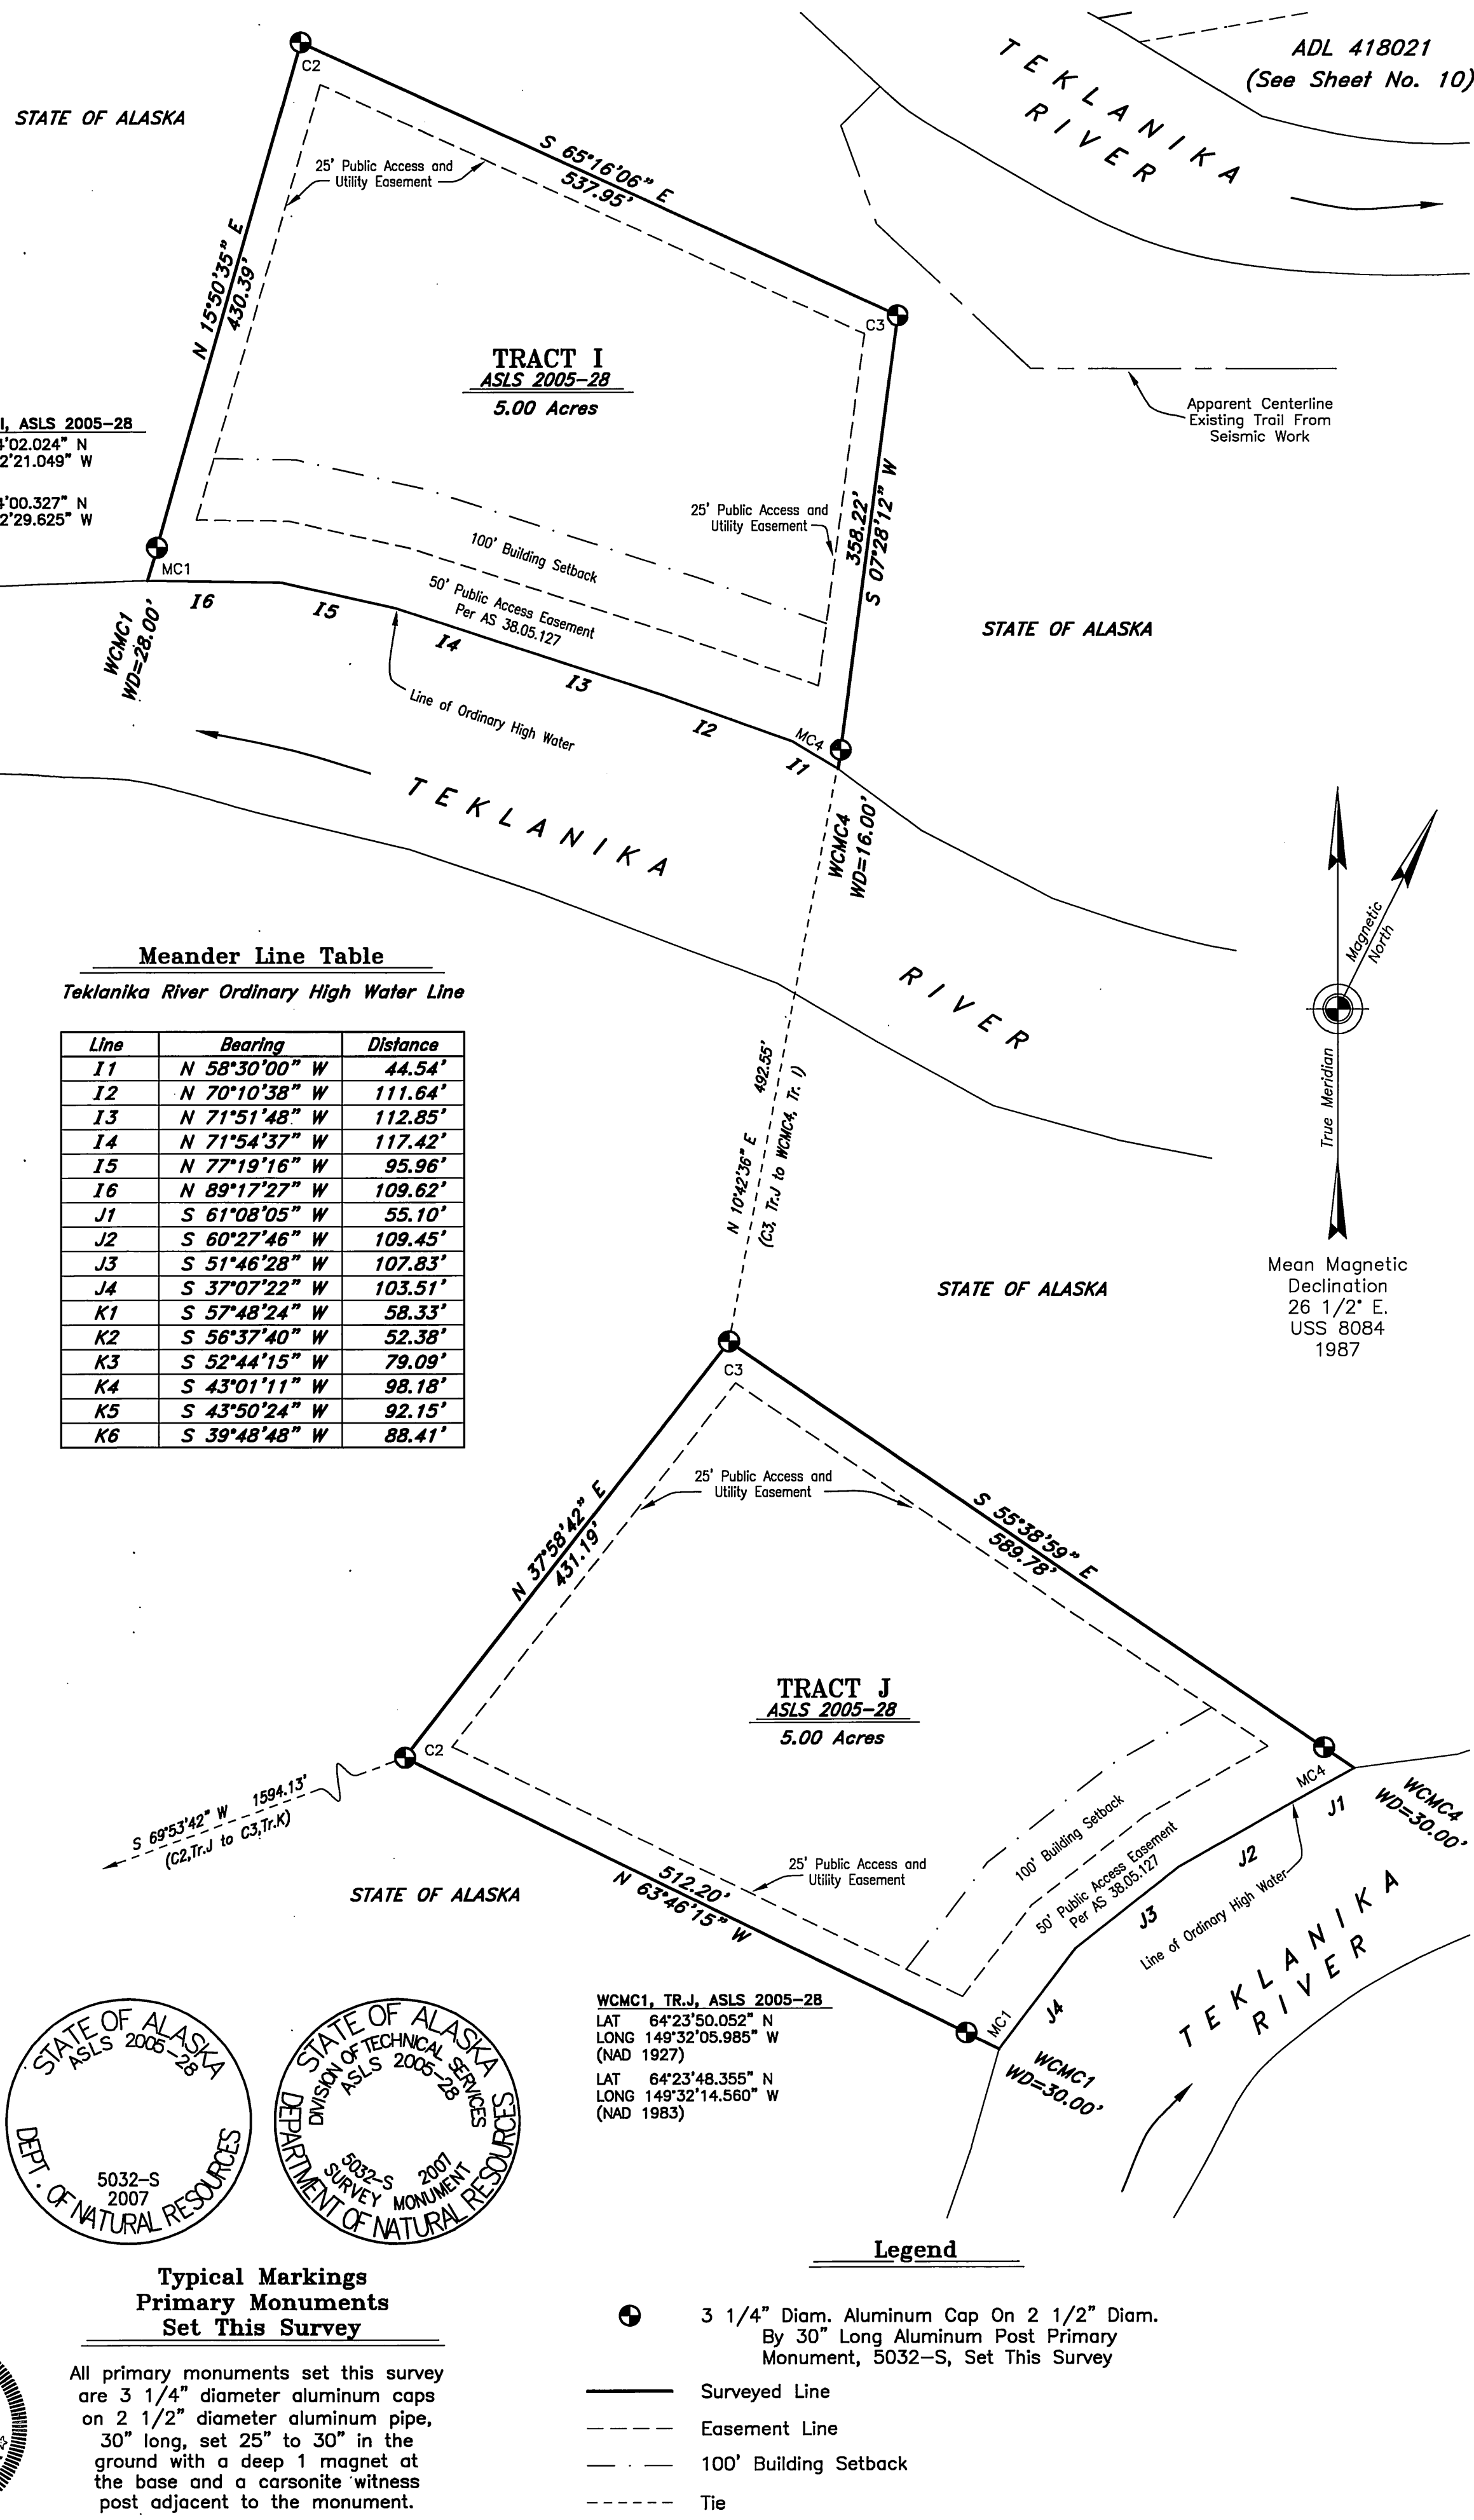 ADL 418021
(See Sheet No. 10)
TEKLANIKA
RIVER
C2
STATE OF ALASKA
25' Public Access and
Utility Easement
S 65°16'06" E
537.95'
N 15°50'35" E
430.39'
C3
TRACT I
ASLS 2005-28
5.00 Acres
Apparent Centerline
Existing Trail From
Seismic Work
I, ASLS 2005-28
'02.024" N
2'21.049" W
'00.327" N
2'29.625" W
25' Public Access and
Utility Easement
358.22'
S 07°28'12" W
100' Building Setback
50' Public Access Easement
Per AS 38.05.127
MC1
I6
I5
I4
I3
I2
I1
MC4
WCMC1
WD=28.00'
Line of Ordinary High Water
STATE OF ALASKA
TEKLANIKA
RIVER
WCMC4
WD=16.00'
Magnetic
North
True Meridian
Mean Magnetic
Declination
26 1/2° E.
USS 8084
1987
Meander Line Table
Teklanika River Ordinary High Water Line
Line Bearing Distance
I1 N 58°30'00" W 44.54'
I2 N 70°10'38" W 111.64'
I3 N 71°51'48" W 112.85'
I4 N 71°54'37" W 117.42'
I5 N 77°19'16" W 95.96'
I6 N 89°17'27" W 109.62'
J1 S 61°08'05" W 55.10'
J2 S 60°27'46" W 109.45'
J3 S 51°46'28" W 107.83'
J4 S 37°07'22" W 103.51'
K1 S 57°48'24" W 58.33'
K2 S 56°37'40" W 52.38'
K3 S 52°44'15" W 79.09'
K4 S 43°01'11" W 98.18'
K5 S 43°50'24" W 92.15'
K6 S 39°48'48" W 88.41'
N 10°42'36" E 492.55'
(C3, Tr.J to WCMC4, Tr. I)
STATE OF ALASKA
C3
25' Public Access and
Utility Easement
N 37°58'42" E
431.19'
S 55°38'59" E
589.78'
TRACT J
ASLS 2005-28
5.00 Acres
C2
S 69°53'42" W 1594.13'
(C2,Tr.J to C3,Tr.K)
STATE OF ALASKA
25' Public Access and
Utility Easement
512.20'
N 63°46'15" W
100' Building Setback
50' Public Access Easement
Per AS 38.05.127
MC4
J1
J2
J3
J4
MC1
WCMC4
WD=30.00'
Line of Ordinary High Water
TEKLANIKA
RIVER
WCMC1
WD=30.00'
WCMC1, TR.J, ASLS 2005-28
LAT 64°23'50.052" N
LONG 149°32'05.985" W
(NAD 1927)
LAT 64°23'48.355" N
LONG 149°32'14.560" W
(NAD 1983)
STATE OF ALASKA
ASLS 2005-28
5032-S
2007
DEPT. OF NATURAL RESOURCES
STATE OF ALASKA
DIVISION OF TECHNICAL SERVICES
ASLS 2005-28
5032-S 2007
SURVEY MONUMENT
DEPARTMENT OF NATURAL RESOURCES
Typical Markings
Primary Monuments
Set This Survey
All primary monuments set this survey
are 3 1/4" diameter aluminum caps
on 2 1/2" diameter aluminum pipe,
30" long, set 25" to 30" in the
ground with a deep 1 magnet at
the base and a carsonite witness
post adjacent to the monument.
Legend
3 1/4" Diam. Aluminum Cap On 2 1/2" Diam.
By 30" Long Aluminum Post Primary
Monument, 5032-S, Set This Survey
Surveyed Line
Easement Line
100' Building Setback
Tie